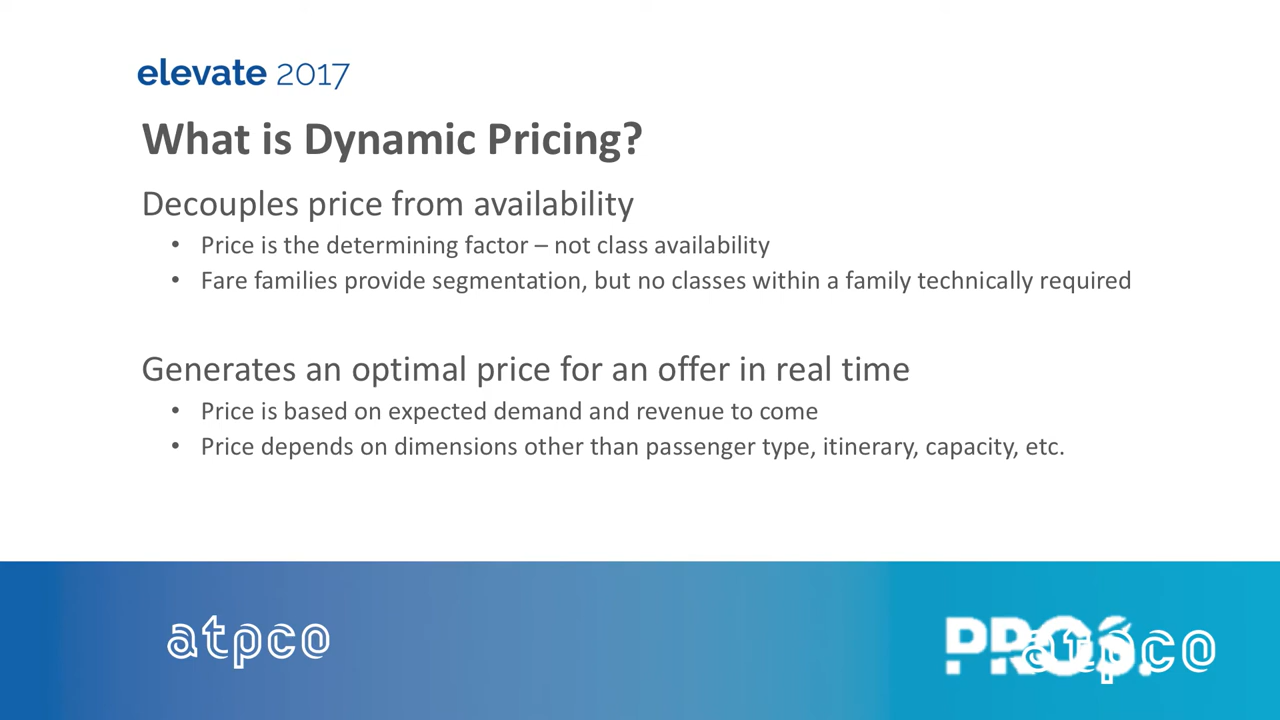 elevate 2017
What is Dynamic Pricing?
Decouples price from availability
• Price is the determining factor – not class availability
• Fare families provide segmentation, but no classes within a family technically required
Generates an optimal price for an offer in real time
• Price is based on expected demand and revenue to come
• Price depends on dimensions other than passenger type, itinerary, capacity, etc.
atpco
PROS.
atpco